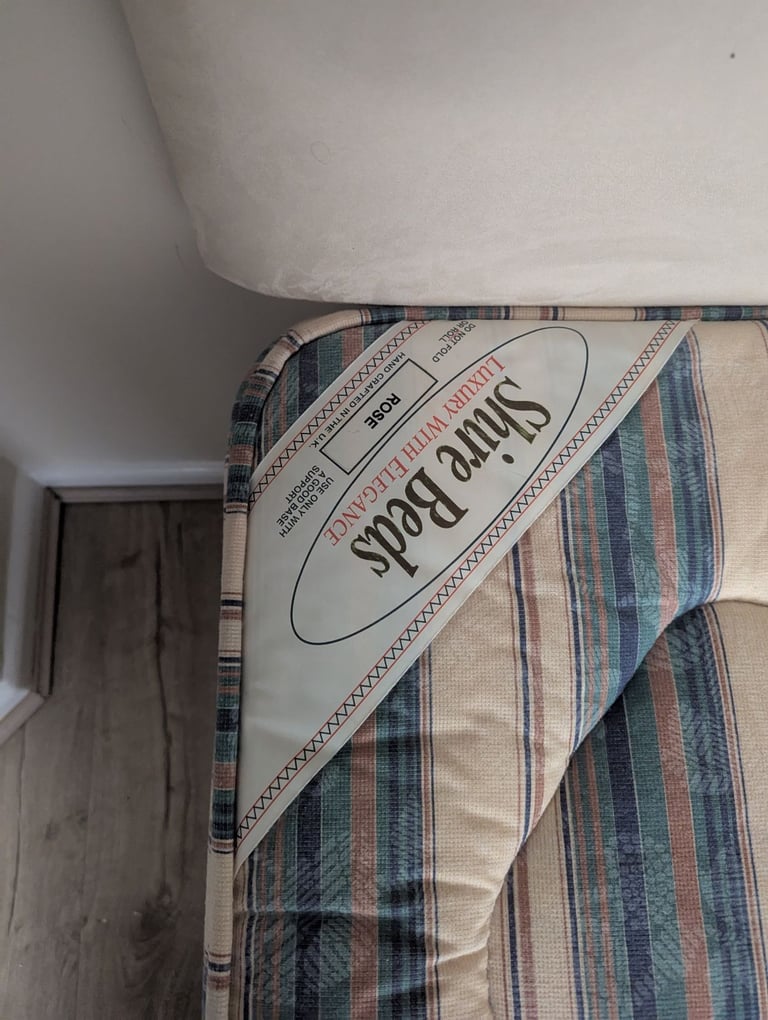 Shire Beds
LUXURY WITH ELEGANCE
ROSE
HAND CRAFTED IN THE U.K.
DO NOT FOLD
OR ROLL
USE ONLY WITH
A GOOD BASE
SUPPORT